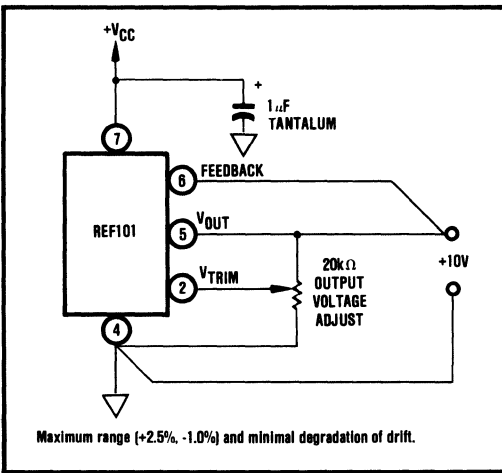 +VCC
+
1μF
TANTALUM
7
6
FEEDBACK
REF101
5
VOUT
2
VTRIM
20kΩ
OUTPUT
VOLTAGE
ADJUST
+10V
4
Maximum range (+2.5%, -1.0%) and minimal degradation of drift.